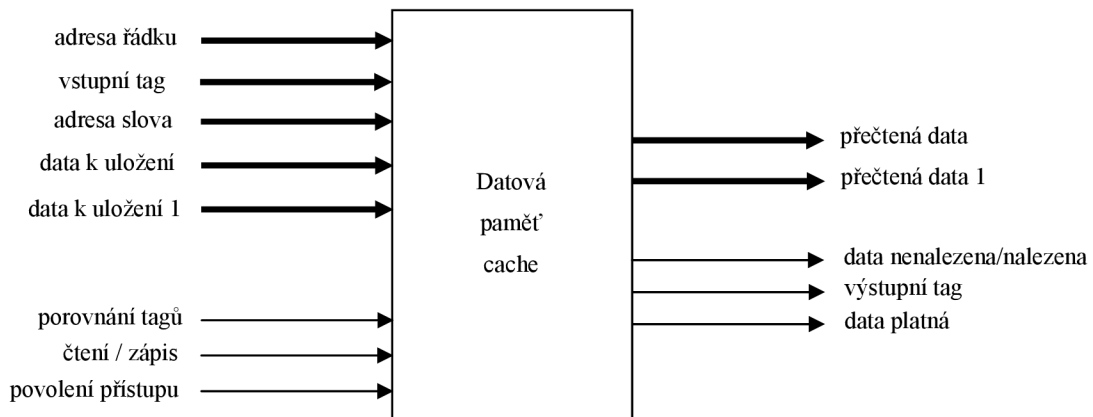 adresa řádku
vstupní tag
adresa slova
data k uložení
data k uložení 1
porovnání tagů
čtení / zápis
povolení přístupu
Datová
paměť
cache
přečtená data
přečtená data 1
data nenalezena/nalezena
výstupní tag
data platná